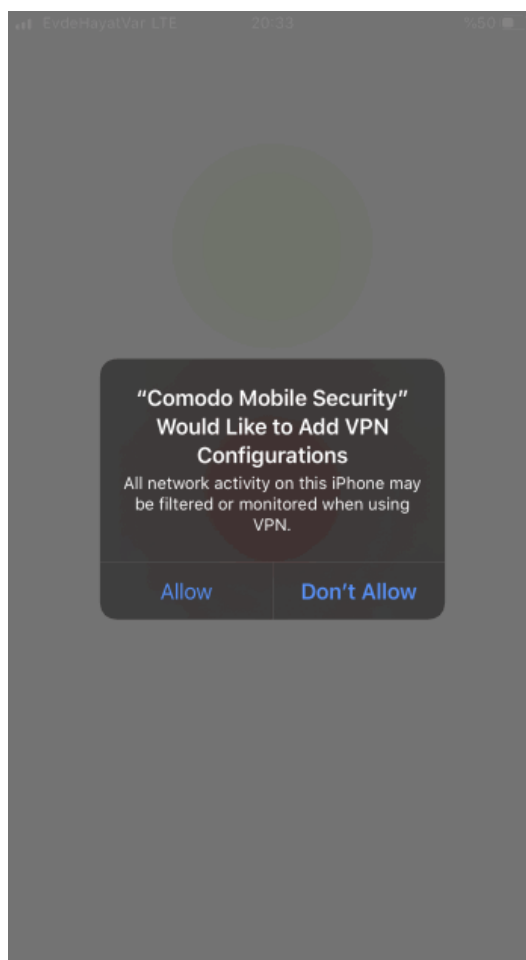 EvdeHayatVar LTE 20:33 %50
“Comodo Mobile Security”
Would Like to Add VPN
Configurations
All network activity on this iPhone may
be filtered or monitored when using
VPN.
Allow Don’t Allow